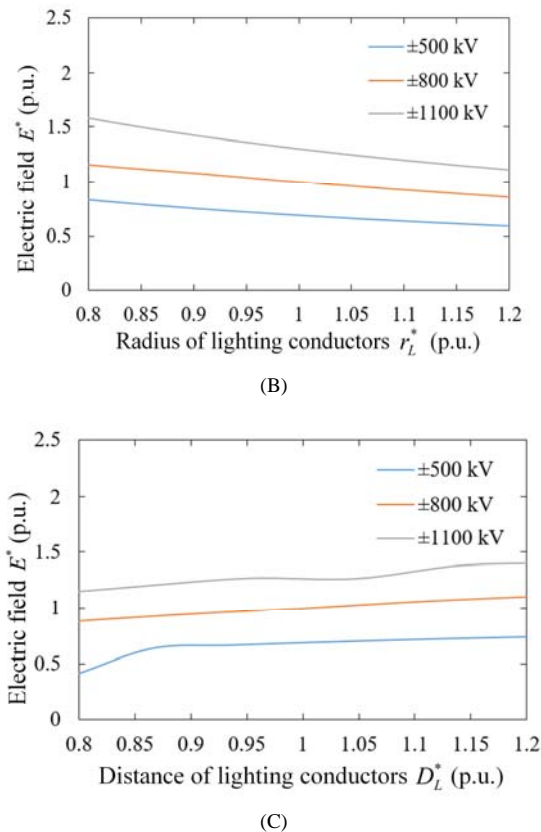 2.5
2
1.5
1
0.5
0
Electric field E* (p.u.)
±500 kV
±800 kV
±1100 kV
0.8 0.85 0.9 0.95 1 1.05 1.1 1.15 1.2
Radius of lighting conductors r_L^* (p.u.)
(B)
2.5
2
1.5
1
0.5
0
Electric field E* (p.u.)
±500 kV
±800 kV
±1100 kV
0.8 0.85 0.9 0.95 1 1.05 1.1 1.15 1.2
Distance of lighting conductors D_L^* (p.u.)
(C)